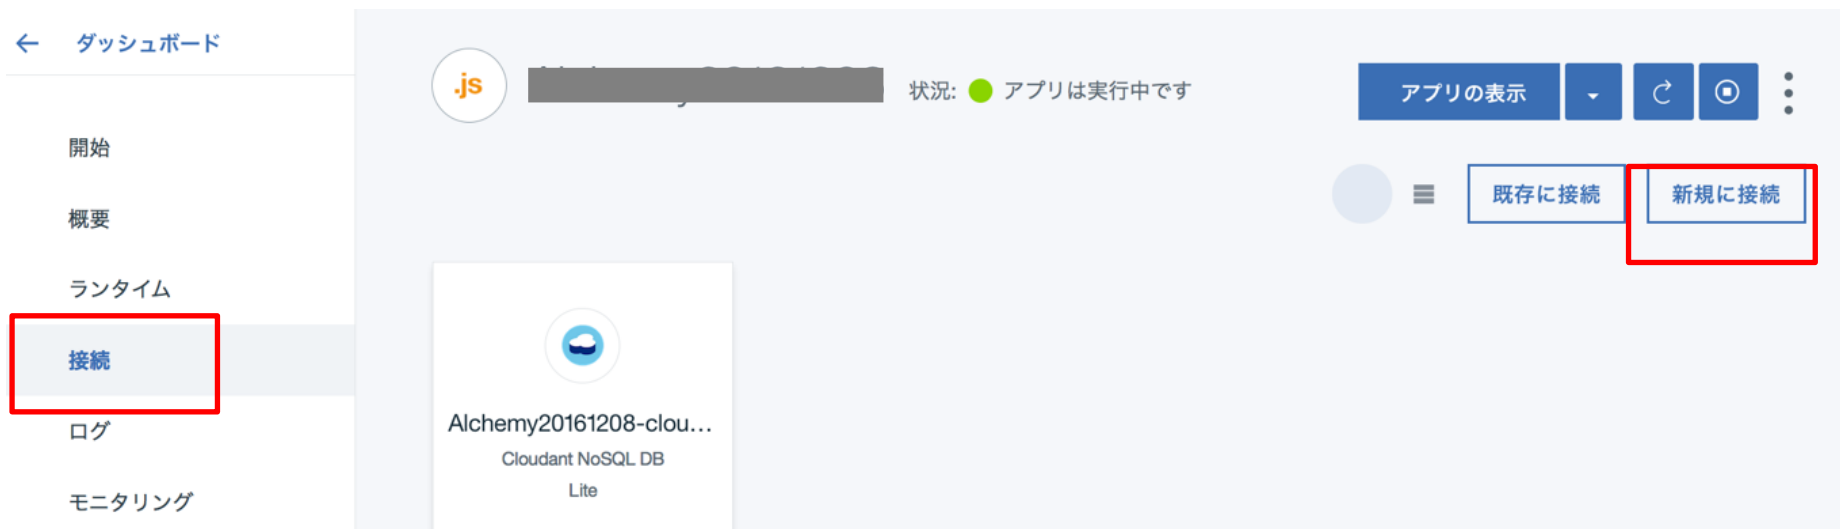 ダッシュボード
開始
概要
ランタイム
接続
ログ
モニタリング
.js
状況: アプリは実行中です
アプリの表示
既存に接続
新規に接続
Alchemy20161208-clou...
Cloudant NoSQL DB
Lite